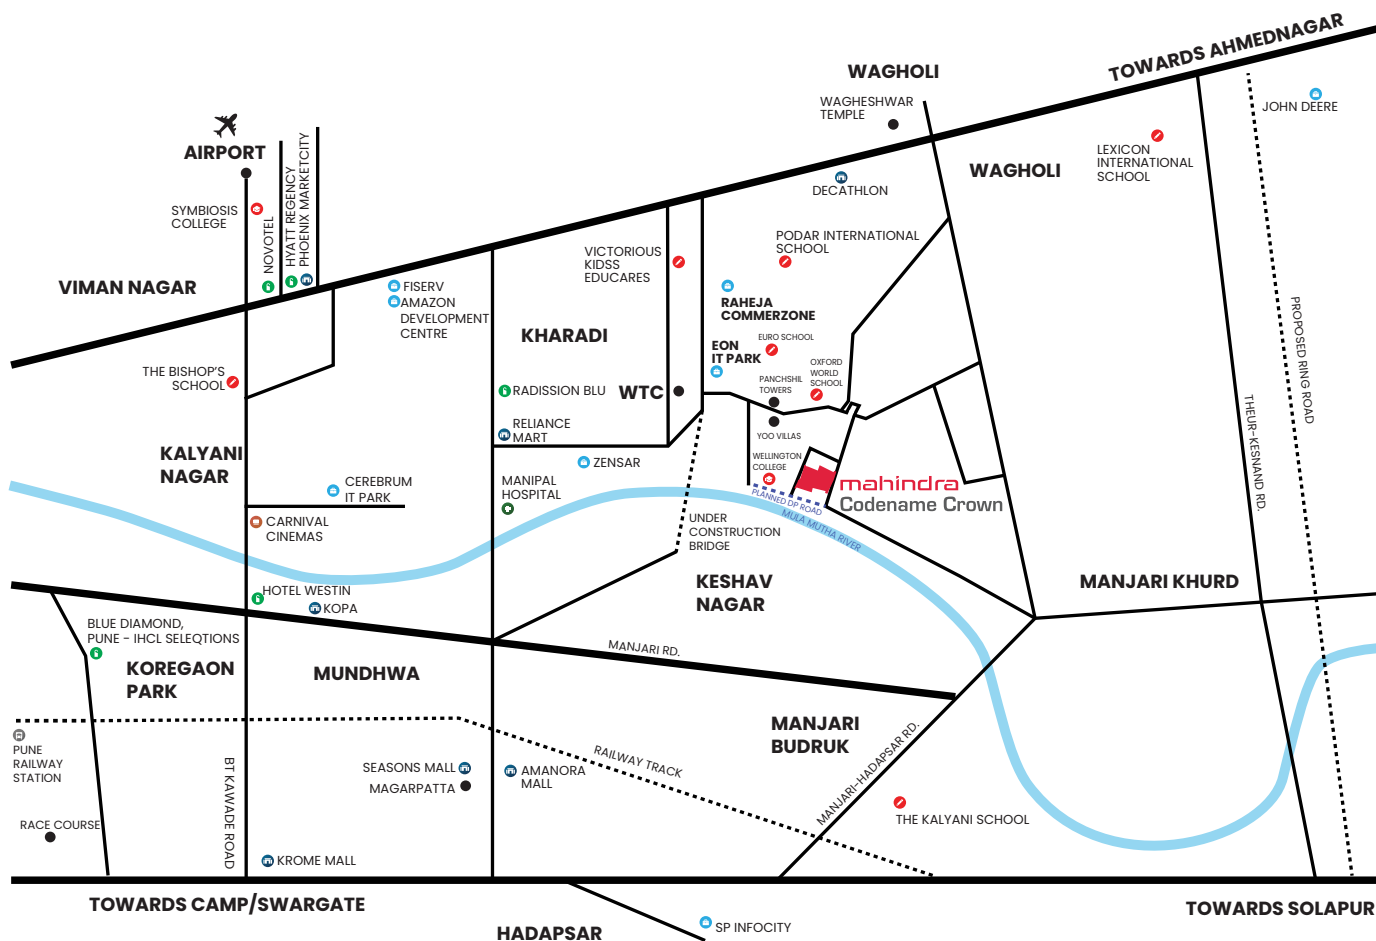 TOWARDS AHMEDNAGAR
WAGHOLI
WAGHESHWAR
TEMPLE
JOHN DEERE
AIRPORT
LEXICON
INTERNATIONAL
SCHOOL
WAGHOLI
DECATHLON
SYMBIOSIS
COLLEGE
NOVOTEL
HYATT REGENCY
PHOENIX MARKETCITY
PODAR INTERNATIONAL
SCHOOL
VICTORIOUS
KIDSS
EDUCARES
VIMAN NAGAR
FISERV
AMAZON
DEVELOPMENT
CENTRE
RAHEJA
COMMERZONE
KHARADI
EURO SCHOOL
EON
IT PARK
OXFORD
WORLD
SCHOOL
PANCHSHIL
TOWERS
PROPOSED RING ROAD
THE BISHOP'S
SCHOOL
RADISSION BLU
WTC
RELIANCE
MART
YOO VILLAS
THEUR-KESNAND RD.
KALYANI
NAGAR
WELLINGTON
COLLEGE
ZENSAR
CEREBRUM
IT PARK
MANIPAL
HOSPITAL
mahindra
Codename Crown
PLANNED DP ROAD
MULA MUTHA RIVER
CARNIVAL
CINEMAS
UNDER
CONSTRUCTION
BRIDGE
KESHAV
NAGAR
MANJARI KHURD
HOTEL WESTIN
KOPA
BLUE DIAMOND,
PUNE - IHCL SELEQTIONS
MANJARI RD.
KOREGAON
PARK
MUNDHWA
MANJARI
BUDRUK
PUNE
RAILWAY
STATION
BT KAWADE ROAD
RAILWAY TRACK
MANJARI-HADAPSAR RD.
SEASONS MALL
MAGARPATTA
AMANORA
MALL
THE KALYANI SCHOOL
RACE COURSE
KROME MALL
TOWARDS CAMP/SWARGATE
TOWARDS SOLAPUR
HADAPSAR
SP INFOCITY